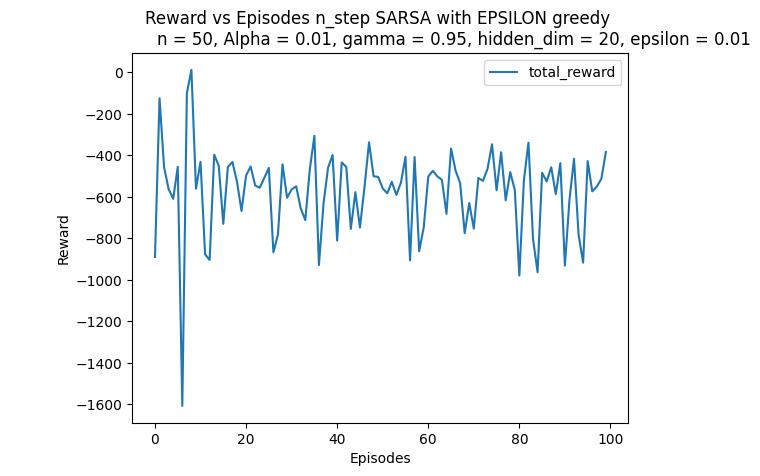 Reward vs Episodes n_step SARSA with EPSILON greedy
n = 50, Alpha = 0.01, gamma = 0.95, hidden_dim = 20, epsilon = 0.01
total_reward
0
−200
−400
−600
−800
−1000
−1200
−1400
−1600
Reward
0 20 40 60 80 100
Episodes